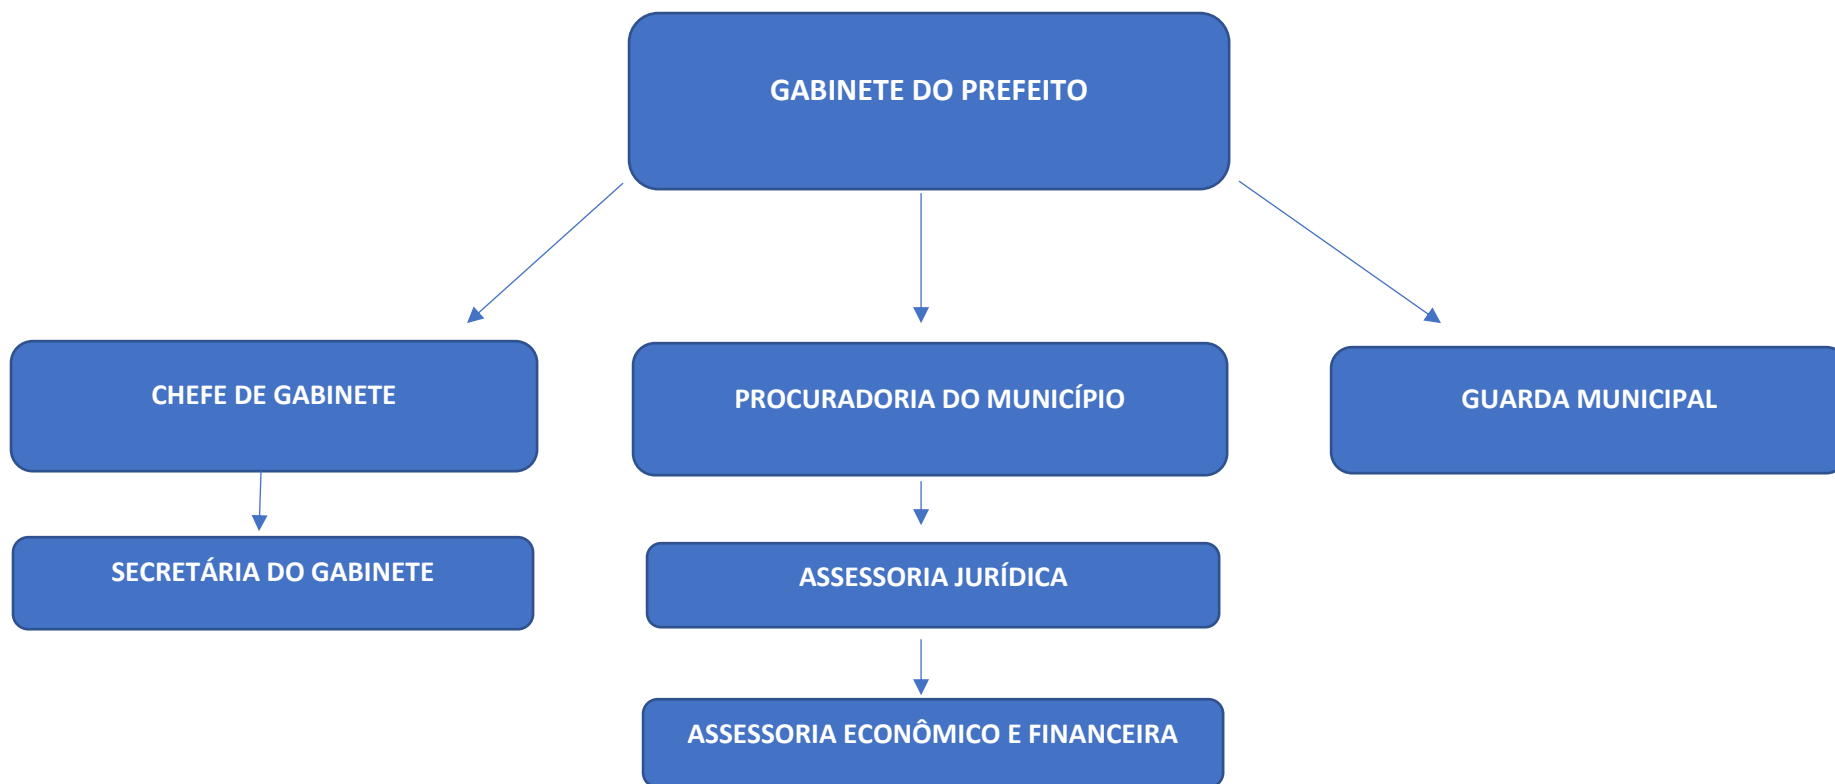 GABINETE DO PREFEITO
CHEFE DE GABINETE
PROCURADORIA DO MUNICÍPIO
GUARDA MUNICIPAL
SECRETÁRIA DO GABINETE
ASSESSORIA JURÍDICA
ASSESSORIA ECONÔMICO E FINANCEIRA